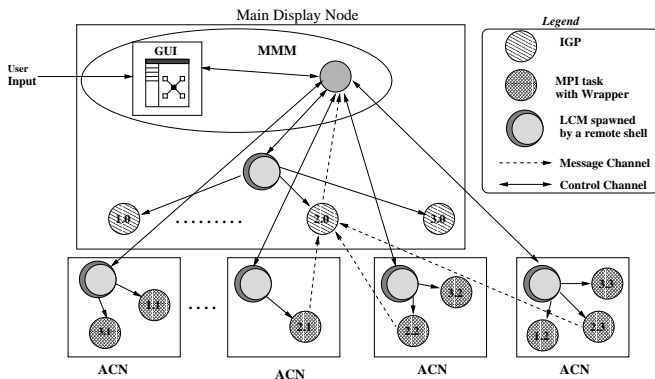 Main Display Node
Legend
GUI
MMM
User
Input
IGP
MPI task
with Wrapper
LCM spawned
by a remote shell
Message Channel
Control Channel
1.0
.........
2.0
3.0
3.1
1.1
....
2.1
2.2
3.2
1.2
2.3
3.3
ACN
ACN
ACN
ACN